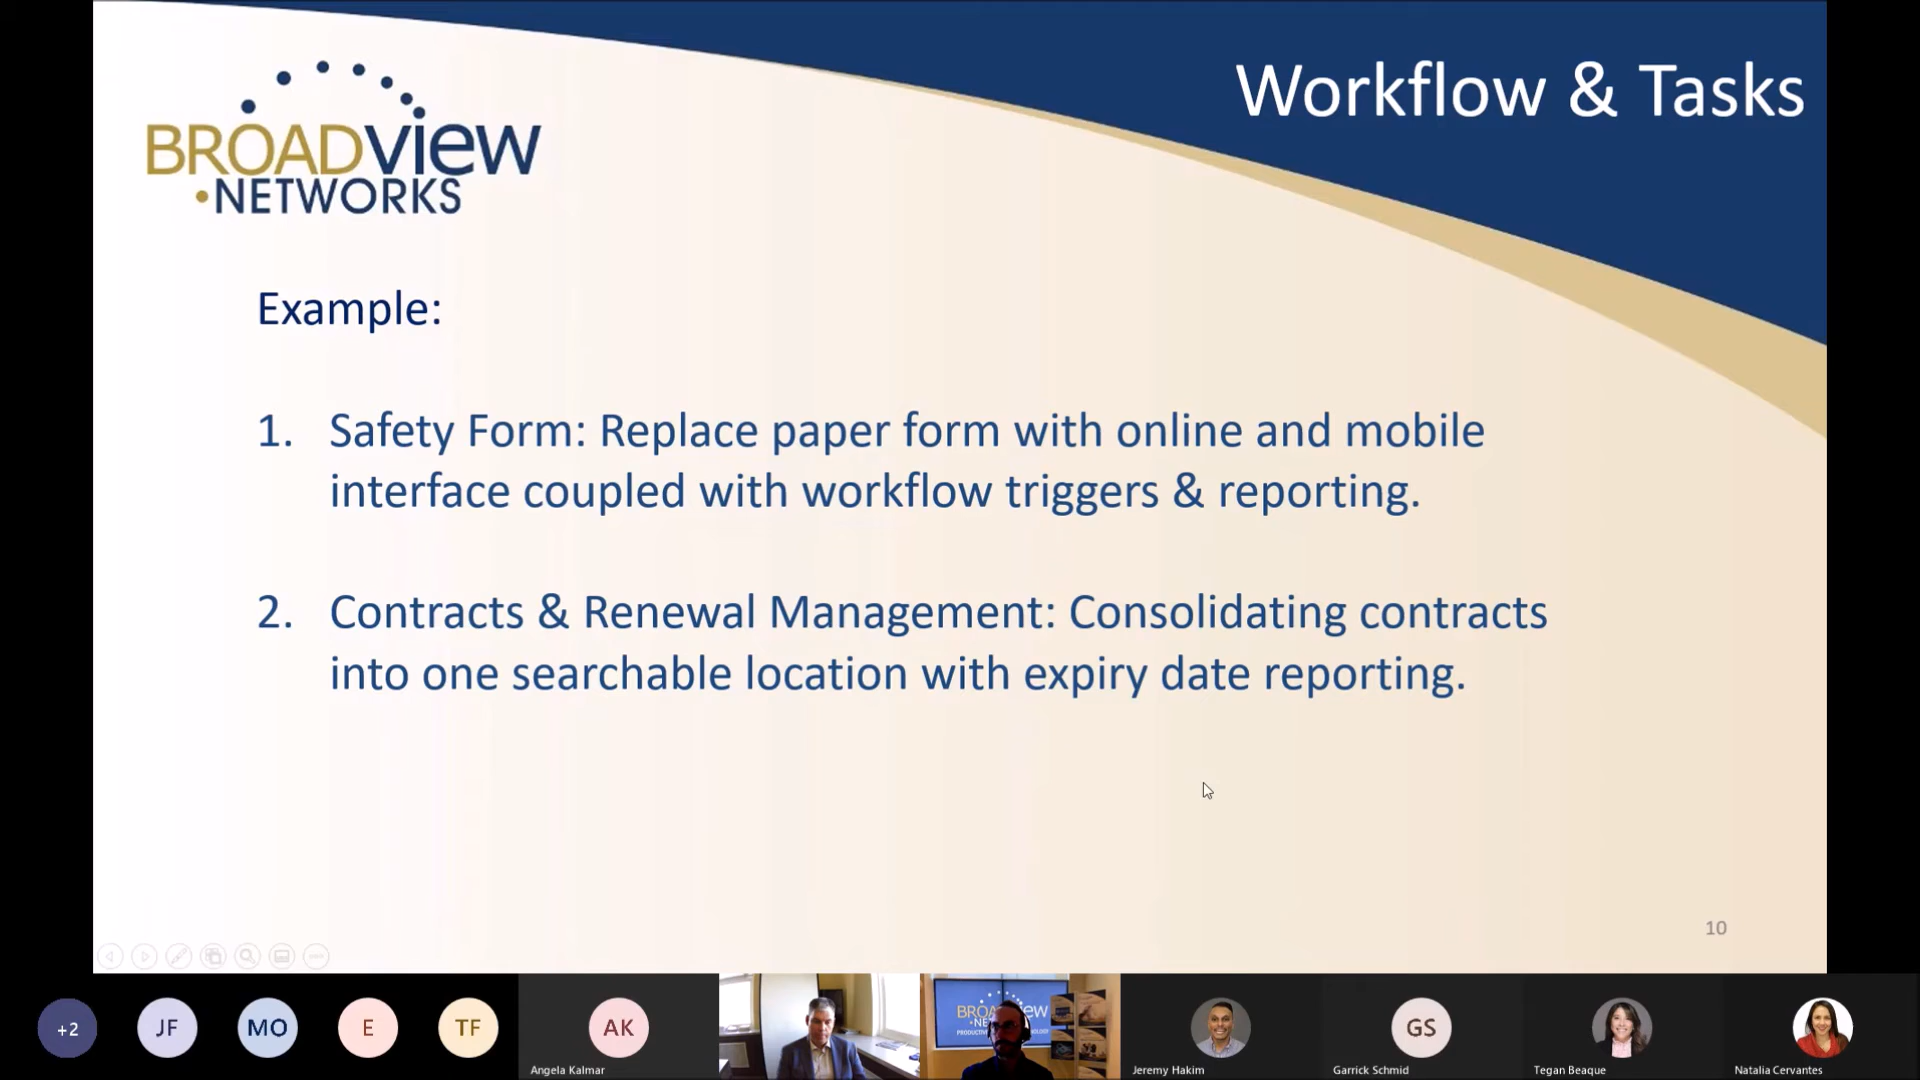 Workflow & Tasks
BROADVIEW
•NETWORKS
Example:
1. Safety Form: Replace paper form with online and mobile
interface coupled with workflow triggers & reporting.
2. Contracts & Renewal Management: Consolidating contracts
into one searchable location with expiry date reporting.
10
+2
JF
MO
E
TF
AK
GS
Angela Kalmar
Jeremy Hakim
Garrick Schmid
Tegan Beaque
Natalia Cervantes